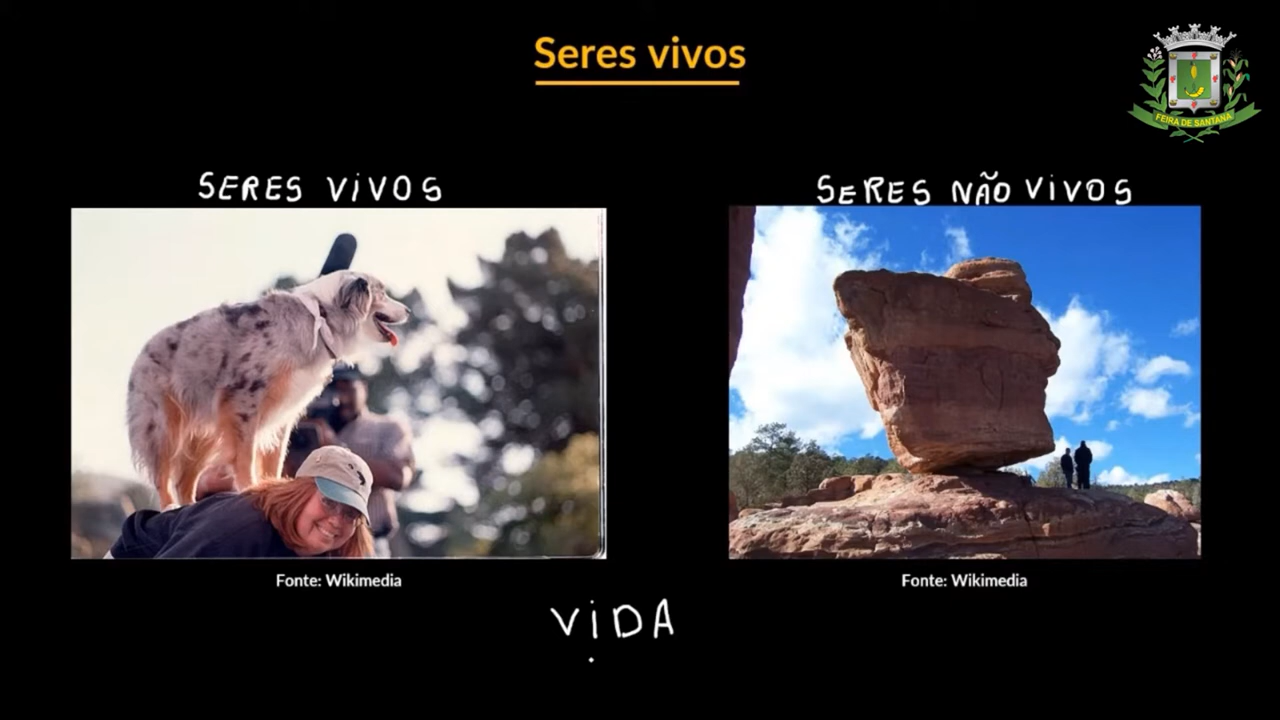 Seres vivos
FEIRA DE SANTANA
SERES ViVOS
SERES NÃO ViVOS
Fonte: Wikimedia
Fonte: Wikimedia
ViDA